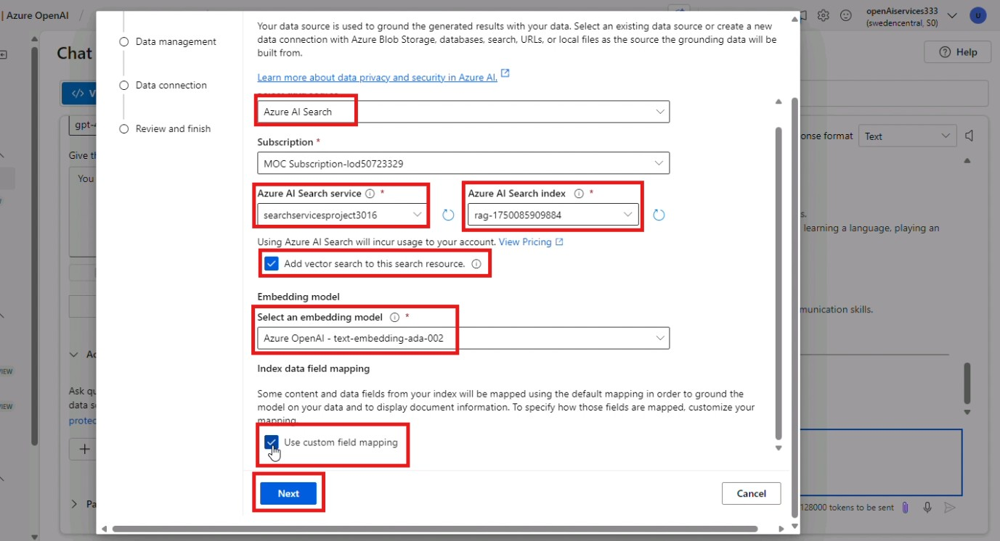 | Azure OpenAI /
openAiservices333
(swedencentral, S0)
U
Chat
Help
Data management
Data connection
Review and finish
Your data source is used to ground the generated results with your data. Select an existing data source or create a new
data connection with Azure Blob Storage, databases, search, URLs, or local files as the source the grounding data will be
built from.
Learn more about data privacy and security in Azure AI.
Azure AI Search
Subscription *
MOC Subscription-lod50723329
Azure AI Search service *
Azure AI Search index *
searchservicesproject3016
rag-1750085909884
Using Azure AI Search will incur usage to your account. View Pricing
Add vector search to this search resource.
Embedding model
Select an embedding model *
Azure OpenAI - text-embedding-ada-002
Index data field mapping
Some content and data fields from your index will be mapped using the default mapping in order to ground the
model on your data and to display document information. To specify how those fields are mapped, customize your
mapping.
Use custom field mapping
Next
Cancel
</> V
gpt-4
Give th
You
Ac
Ask qu
data s
protec
Pa
IEW
IEW
onse format
Text
s.
learning a language, playing an
munication skills.
128000 tokens to be sent